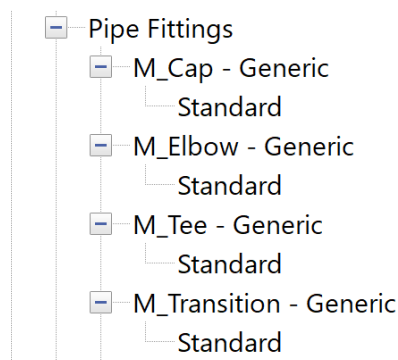 Pipe Fittings
M_Cap - Generic
Standard
M_Elbow - Generic
Standard
M_Tee - Generic
Standard
M_Transition - Generic
Standard